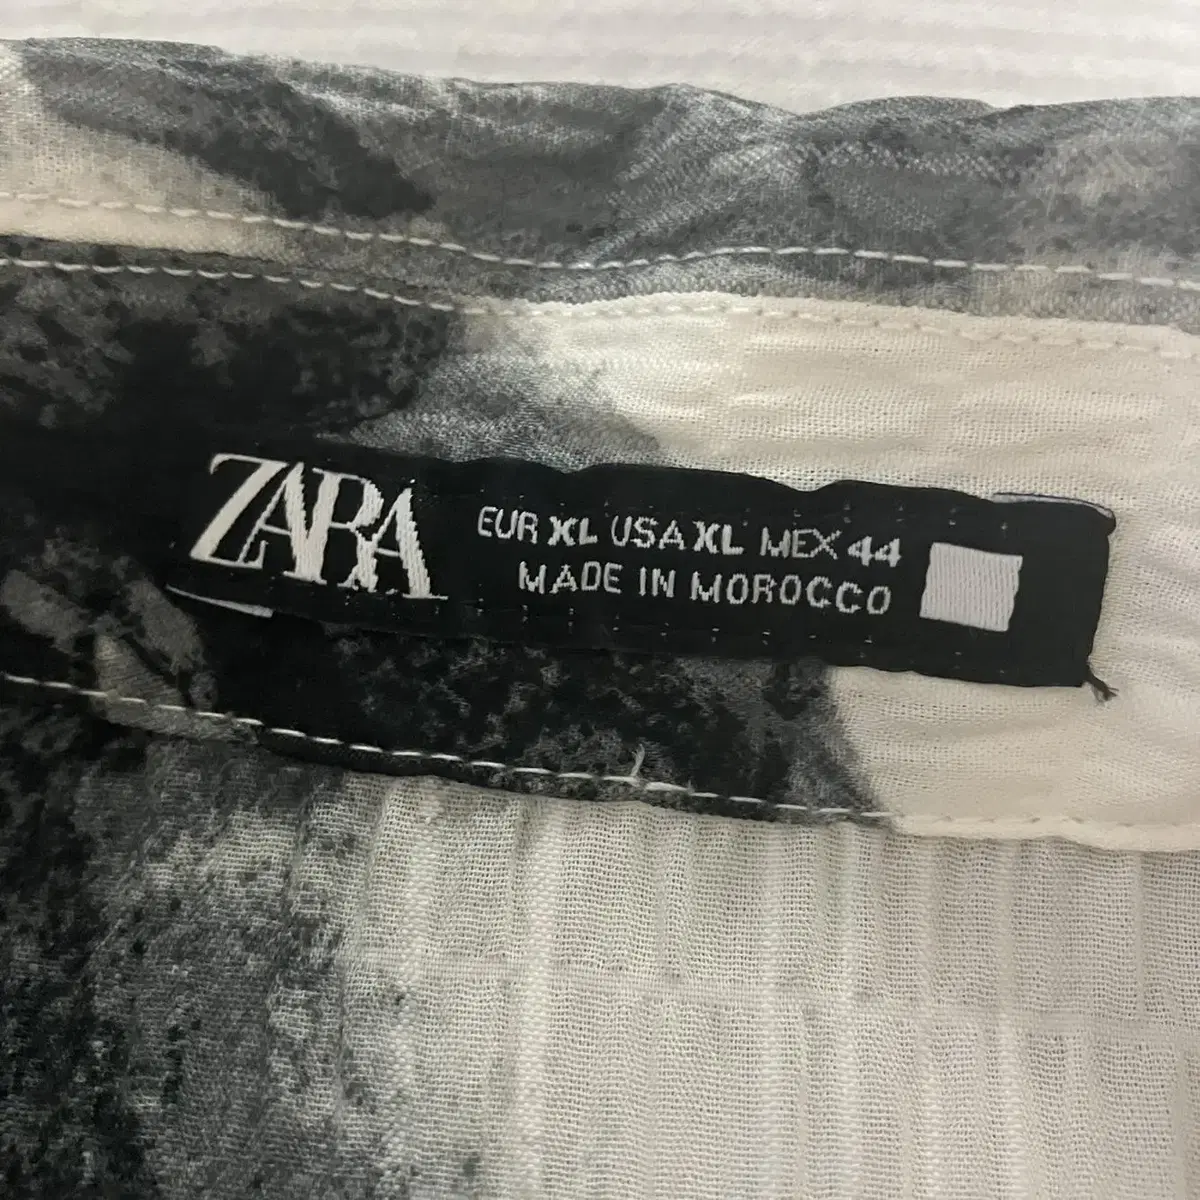 ZARA
EUR XL USA XL MEX 44
MADE IN MOROCCO